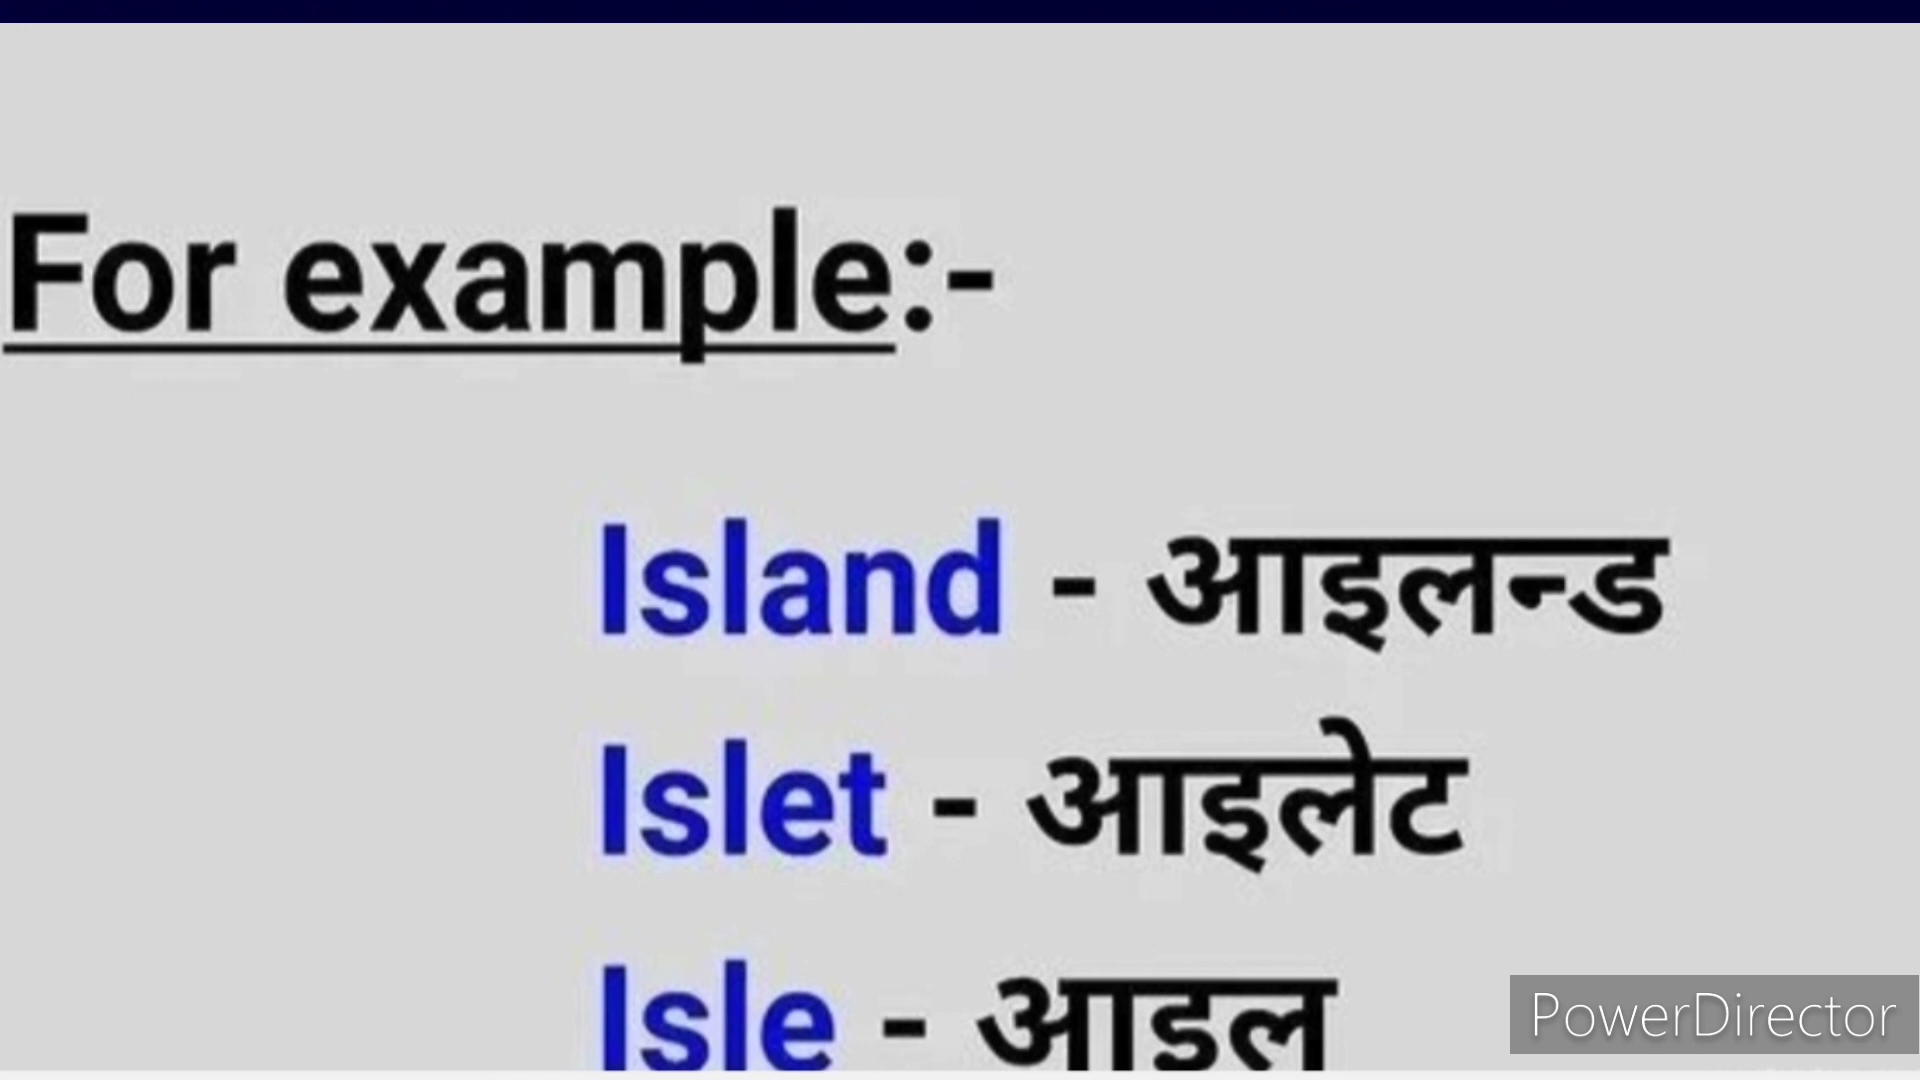 For example:-
Island - आइलन्ड
Islet - आइलेट
Isle - आइल
PowerDirector